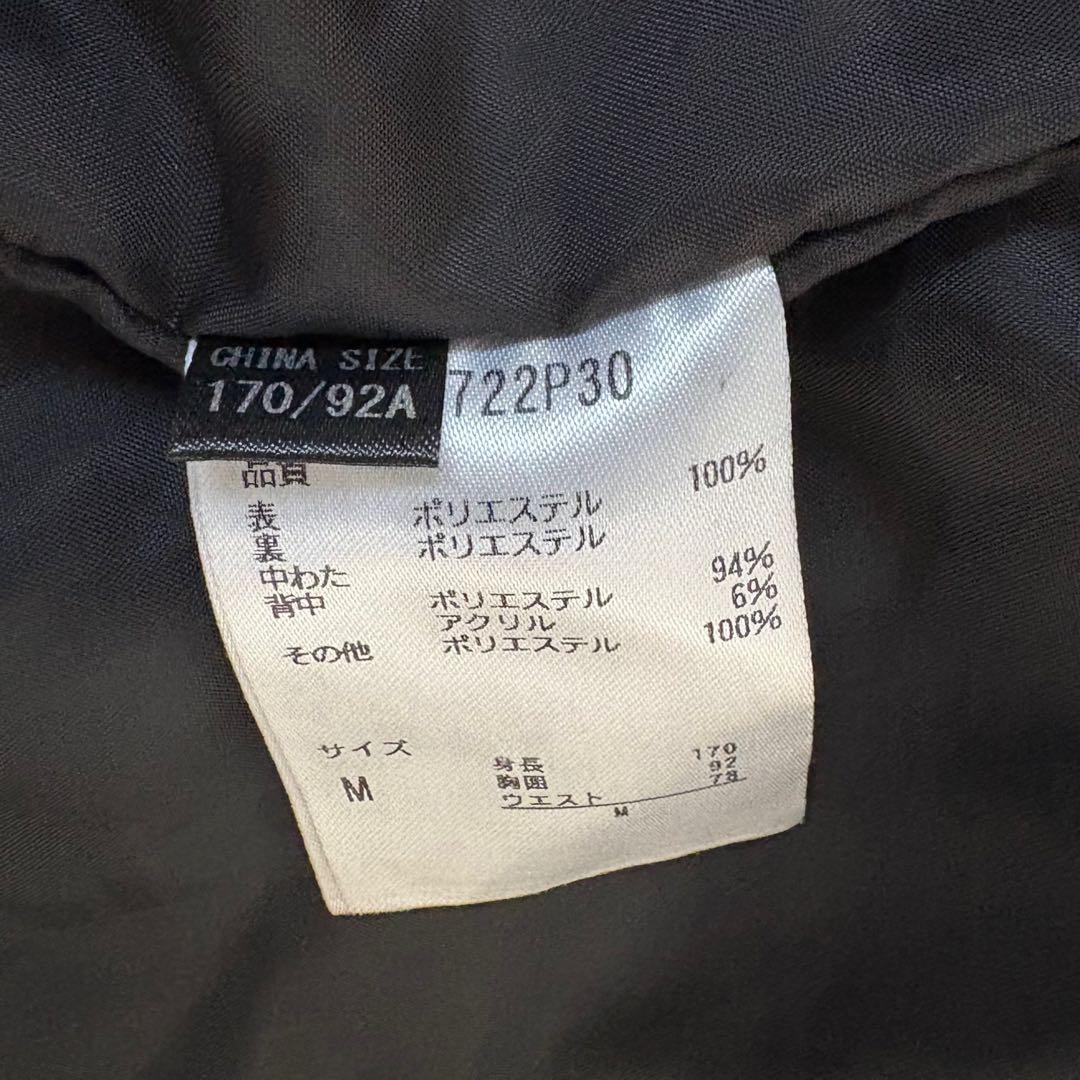 CHINA SIZE
170/92A
722P30
品質
表 ポリエステル 100%
裏 ポリエステル
中わた
背中 ポリエステル 94%
アクリル 6%
その他 ポリエステル 100%
サイズ
M
身長 170
胸囲 92
ウエスト 78
M